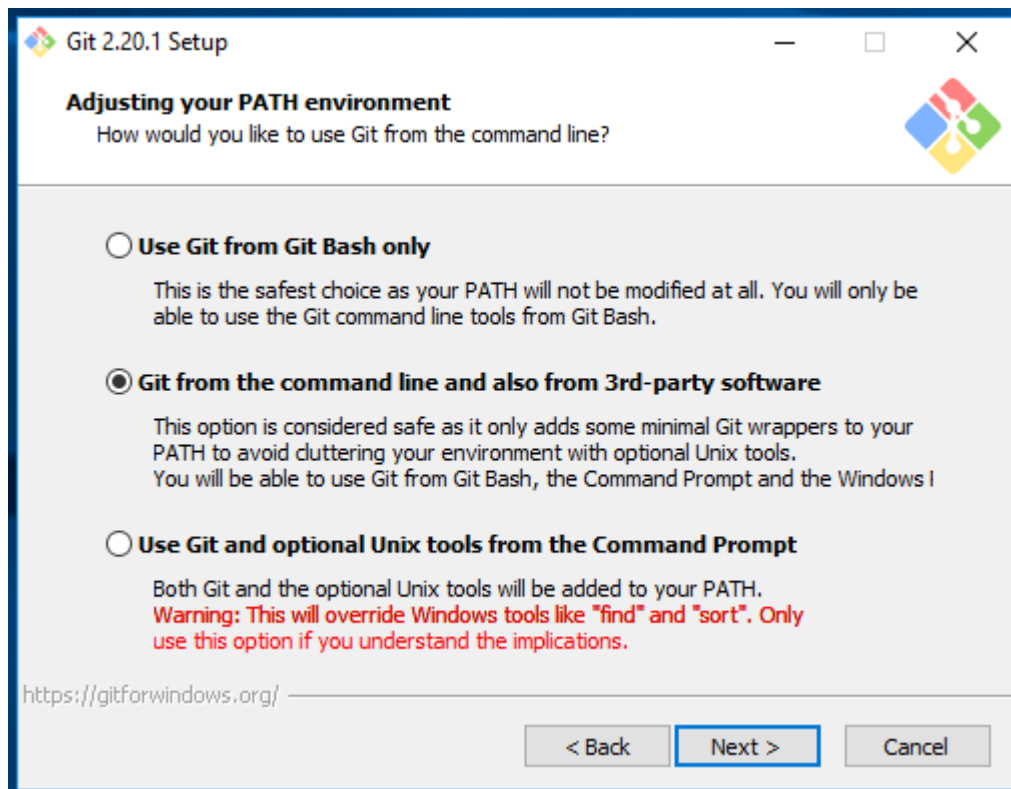 Git 2.20.1 Setup
Adjusting your PATH environment
How would you like to use Git from the command line?
Use Git from Git Bash only
This is the safest choice as your PATH will not be modified at all. You will only be
able to use the Git command line tools from Git Bash.
Git from the command line and also from 3rd-party software
This option is considered safe as it only adds some minimal Git wrappers to your
PATH to avoid cluttering your environment with optional Unix tools.
You will be able to use Git from Git Bash, the Command Prompt and the Windows
Use Git and optional Unix tools from the Command Prompt
Both Git and the optional Unix tools will be added to your PATH.
Warning: This will override Windows tools like "find" and "sort". Only
use this option if you understand the implications.
https://gitforwindows.org/
< Back
Next >
Cancel